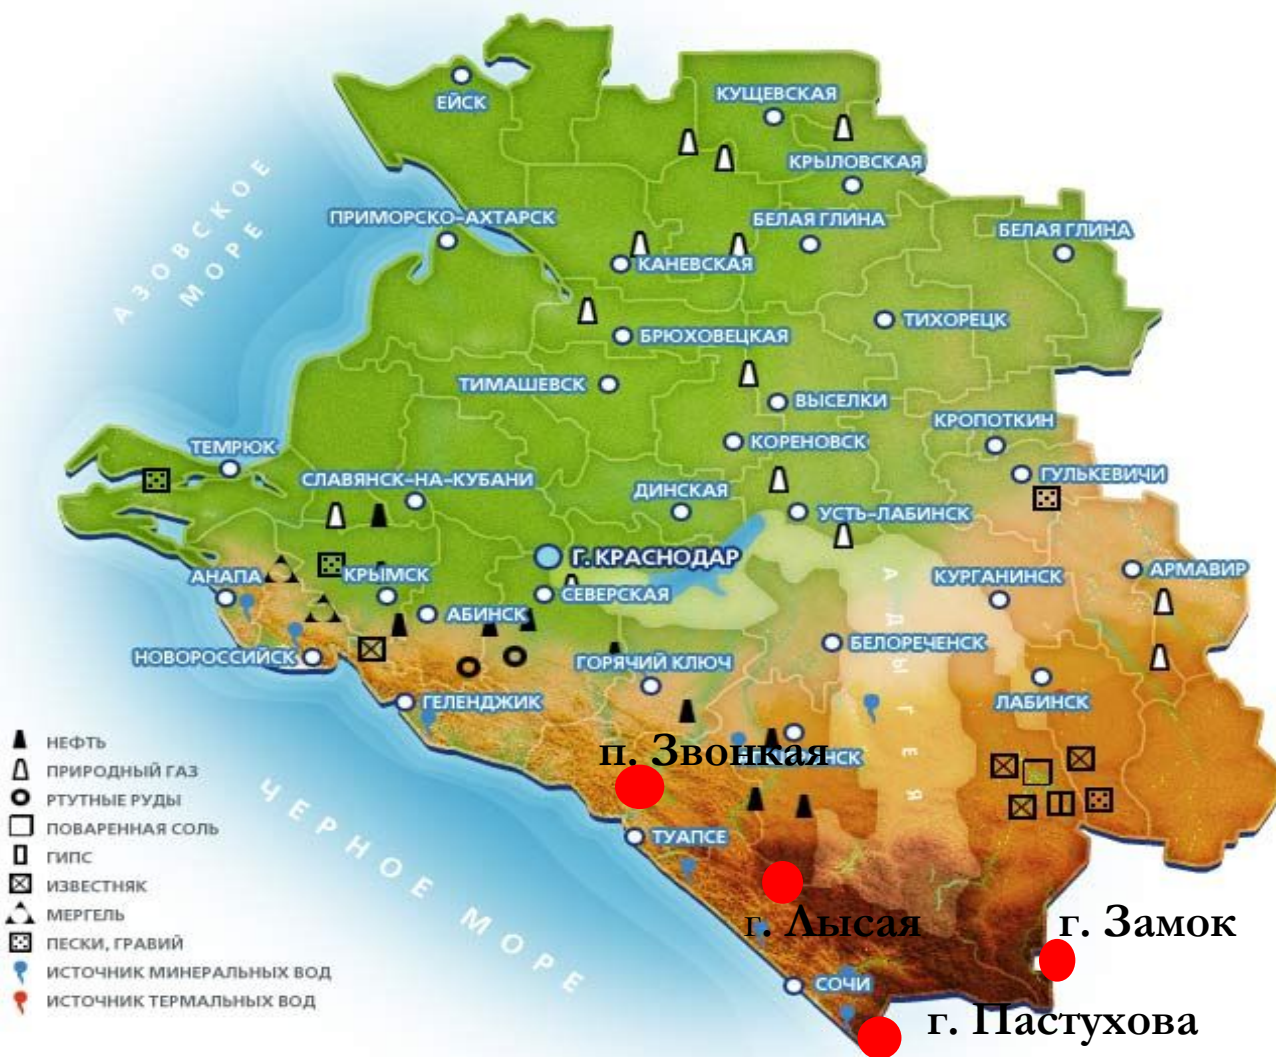 ЕЙСК
КУЩЕВСКАЯ
КРЫЛОВСКАЯ
АЗОВСКОЕ
МОРЕ
ПРИМОРСКО-АХТАРСК
БЕЛАЯ ГЛИНА
БЕЛАЯ ГЛИНА
КАНЕВСКАЯ
ТИХОРЕЦК
БРЮХОВЕЦКАЯ
ТИМАШЕВСК
ВЫСЕЛКИ
КРОПОТКИН
КОРЕНОВСК
ТЕМРЮК
ГУЛЬКЕВИЧИ
СЛАВЯНСК-НА-КУБАНИ
ДИНСКАЯ
УСТЬ-ЛАБИНСК
Г. КРАСНОДАР
АНАПА
КРЫМСК
КУРГАНИНСК
АРМАВИР
СЕВЕРСКАЯ
АБИНСК
АДЫГЕЯ
БЕЛОРЕЧЕНСК
НОВОРОССИЙСК
ГОРЯЧИЙ КЛЮЧ
ГЕЛЕНДЖИК
ЛАБИНСК
п. Звонкая
ТУАПСЕ
ЧЕРНОЕ МОРЕ
г. Лысая
г. Замок
СОЧИ
г. Пастухова
НЕФТЬ
ПРИРОДНЫЙ ГАЗ
РТУТНЫЕ РУДЫ
ПОВАРЕННАЯ СОЛЬ
ГИПС
ИЗВЕСТНЯК
МЕРГЕЛЬ
ПЕСКИ, ГРАВИЙ
ИСТОЧНИК МИНЕРАЛЬНЫХ ВОД
ИСТОЧНИК ТЕРМАЛЬНЫХ ВОД